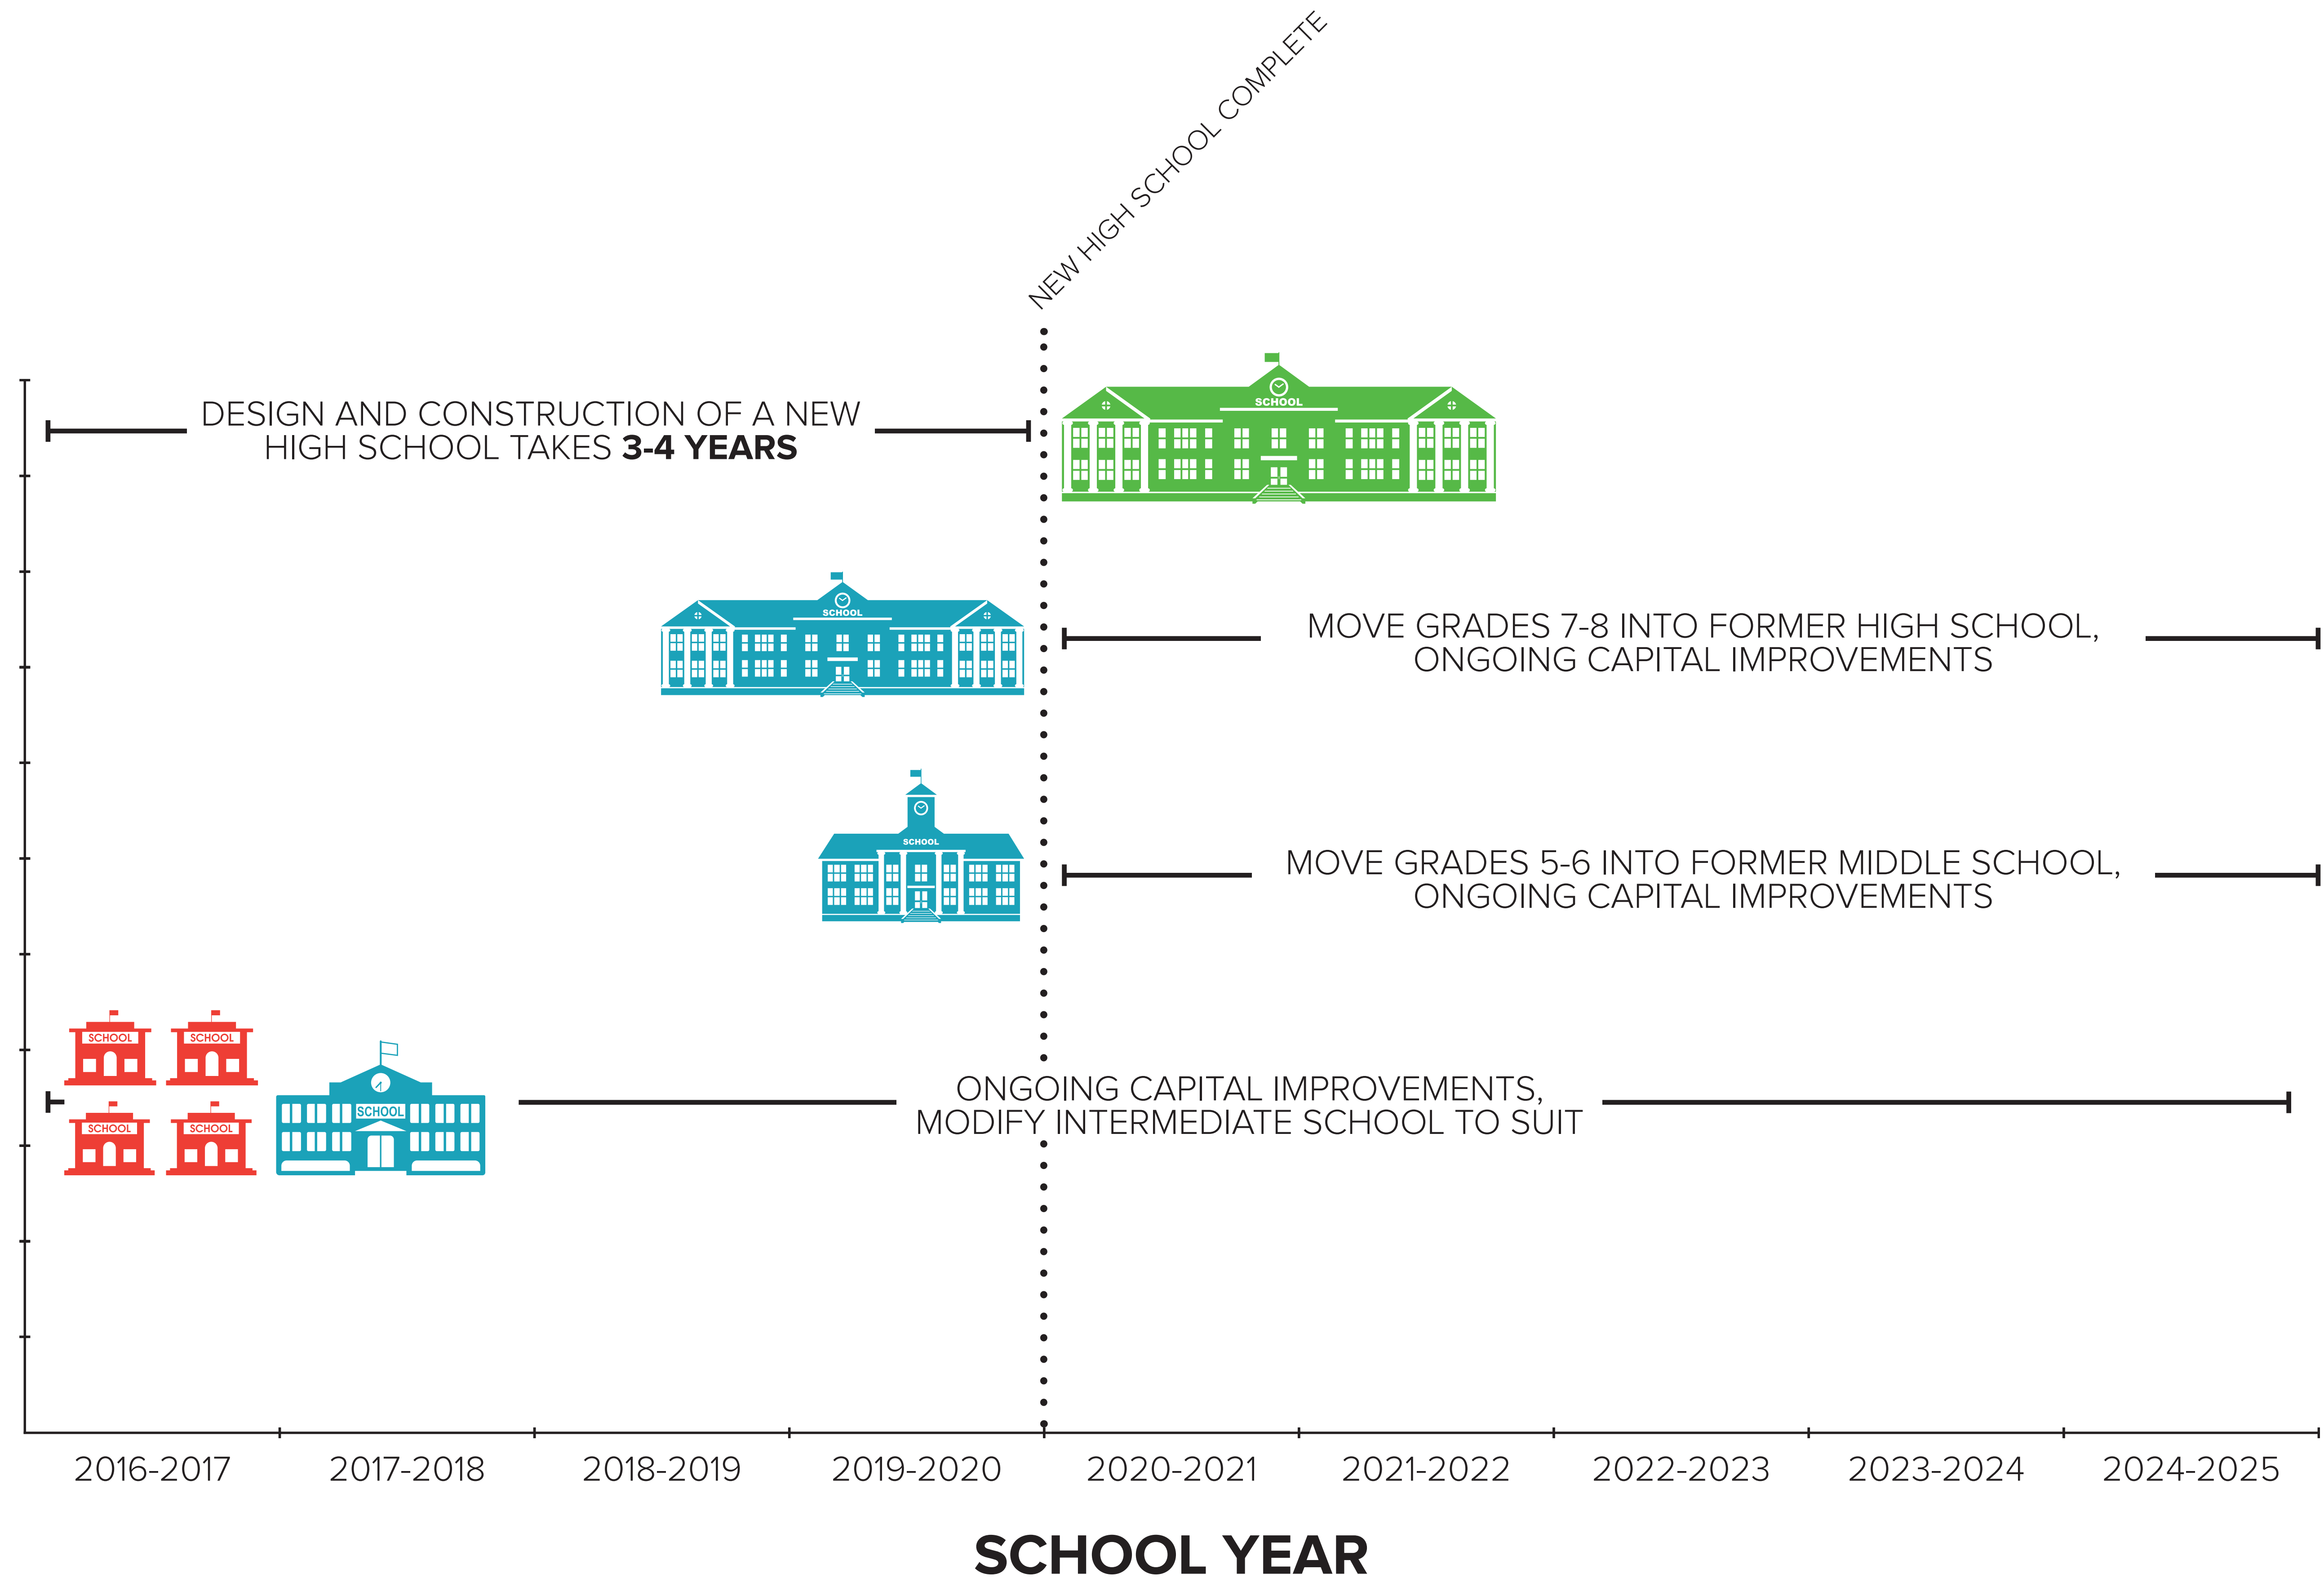 NEW HIGH SCHOOL COMPLETE
DESIGN AND CONSTRUCTION OF A NEW
HIGH SCHOOL TAKES 3-4 YEARS
SCHOOL
SCHOOL
MOVE GRADES 7-8 INTO FORMER HIGH SCHOOL,
ONGOING CAPITAL IMPROVEMENTS
SCHOOL
MOVE GRADES 5-6 INTO FORMER MIDDLE SCHOOL,
ONGOING CAPITAL IMPROVEMENTS
SCHOOL
SCHOOL
SCHOOL
SCHOOL
SCHOOL
ONGOING CAPITAL IMPROVEMENTS,
MODIFY INTERMEDIATE SCHOOL TO SUIT
2016-2017
2017-2018
2018-2019
2019-2020
2020-2021
2021-2022
2022-2023
2023-2024
2024-2025
SCHOOL YEAR